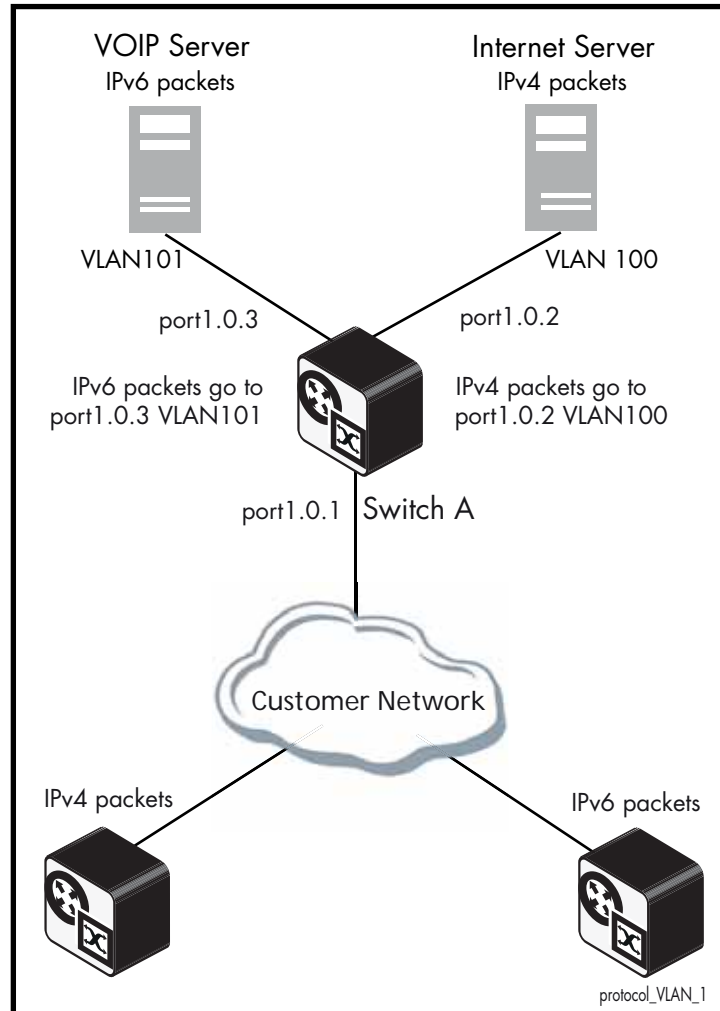 VOIP Server
IPv6 packets
Internet Server
IPv4 packets
VLAN101
VLAN 100
port1.0.3
port1.0.2
IPv6 packets go to
port1.0.3 VLAN101
IPv4 packets go to
port1.0.2 VLAN100
port1.0.1
Switch A
Customer Network
IPv4 packets
IPv6 packets
protocol_VLAN_1